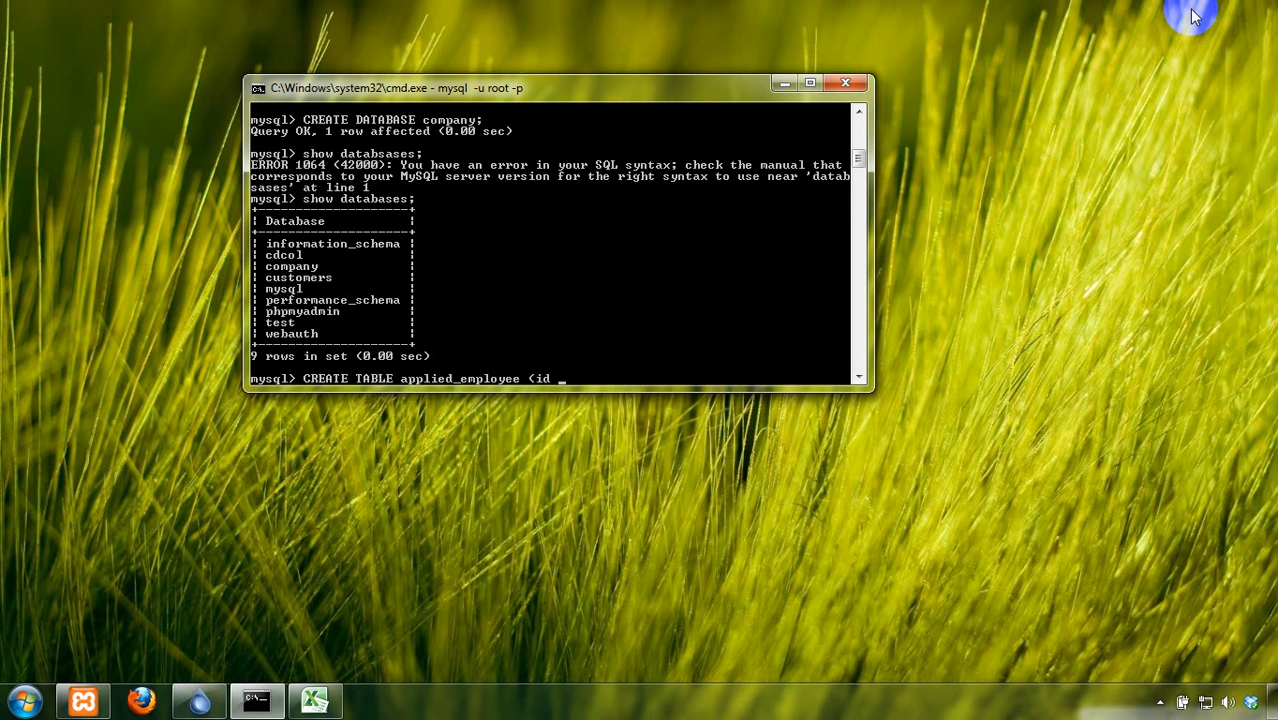 C:\Windows\system32\cmd.exe - mysql  -u root -p
mysql> CREATE DATABASE company;
Query OK, 1 row affected (0.00 sec)
mysql> show databsases;
ERROR 1064 (42000): You have an error in your SQL syntax; check the manual that
corresponds to your MySQL server version for the right syntax to use near 'datab
sases' at line 1
mysql> show databases;
+--------------------+
| Database           |
+--------------------+
| information_schema |
| cdcol              |
| company            |
| customers          |
| mysql              |
| performance_schema |
| phpmyadmin         |
| test               |
| webauth            |
+--------------------+
9 rows in set (0.00 sec)
mysql> CREATE TABLE applied_employee (id _
C:\_